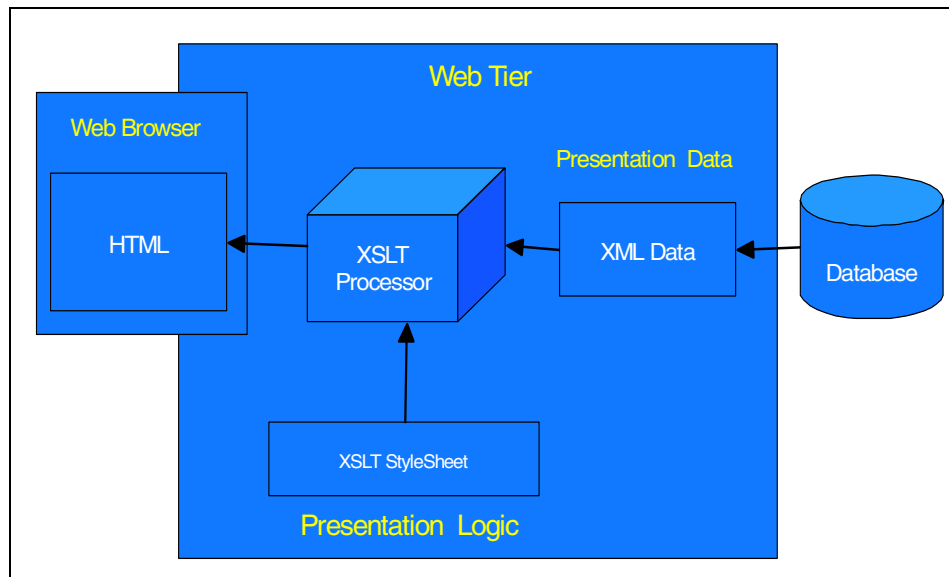 Web Tier
Web Browser
Presentation Data
HTML
XSLT
Processor
XML Data
Database
XSLT StyleSheet
Presentation Logic